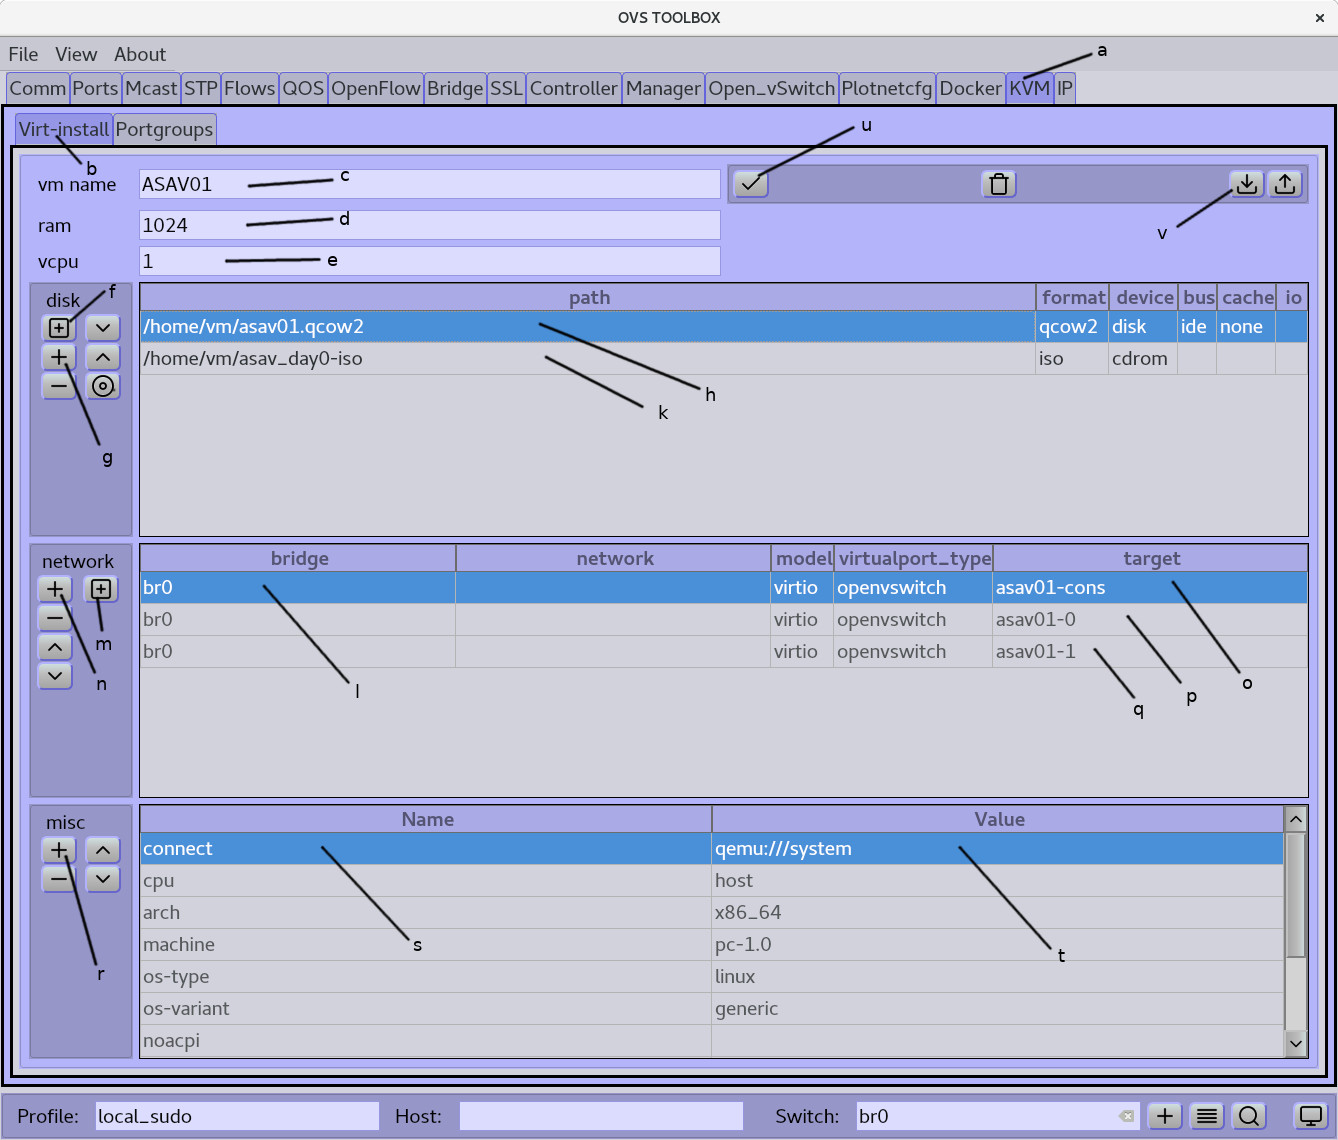 OVS TOOLBOX
File View About
a
Comm Ports Mcast STP Flows QOS OpenFlow Bridge SSL Controller Manager Open_vSwitch Plotnetcfg Docker KVM IP
Virt-install Portgroups
u
b
vm name ASAV01 c
v
ram 1024 d
vcpu 1 e
disk f path format device bus cache io
/home/vm/asav01.qcow2 qcow2 disk ide none
/home/vm/asav_day0-iso iso cdrom
h
k
g
network bridge network model virtualport_type target
br0 virtio openvswitch asav01-cons
br0 virtio openvswitch asav01-0
m
br0 virtio openvswitch asav01-1
n l q p o
misc Name Value
connect qemu:///system
cpu host
arch x86_64
machine s pc-1.0 t
r
os-type linux
os-variant generic
noacpi
Profile: local_sudo Host: Switch: br0